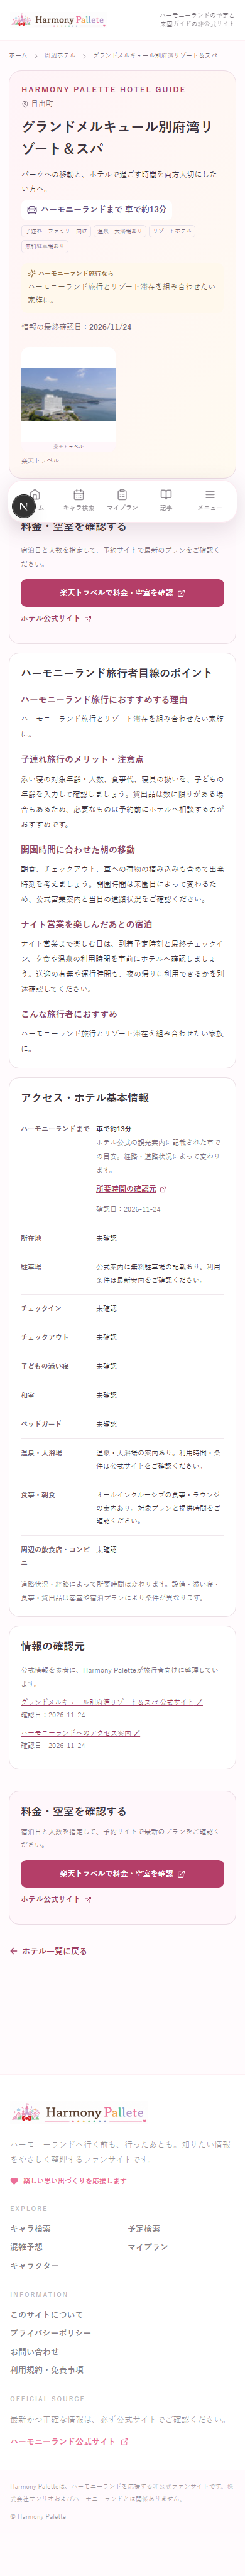 Harmony Pallete
ハーモニーランドの予定と
来園ガイドの非公式サイト
ホーム > 周辺ホテル > グランドメルキュール別府湾リゾート＆スパ
HARMONY PALETTE HOTEL GUIDE
日出町
グランドメルキュール別府湾リ
ゾート＆スパ
パークへの移動と、ホテルで過ごす時間を両方大切にした
い方へ。
ハーモニーランドまで 車で約13分
子連れ・ファミリー向け
温泉・大浴場あり
リゾートホテル
無料駐車場あり
ハーモニーランド旅行なら
ハーモニーランド旅行とリゾート滞在を組み合わせたい
家族に。
情報の最終確認日：2026/11/24
楽天トラベル
楽天トラベル
ーム
キャラ検索
マイプラン
記事
メニュー
N
料金・空室を確認する
宿泊日と人数を指定して、予約サイトで最新のプランをご確認く
ださい。
楽天トラベルで料金・空室を確認
ホテル公式サイト
ハーモニーランド旅行者目線のポイント
ハーモニーランド旅行におすすめする理由
ハーモニーランド旅行とリゾート滞在を組み合わせたい家族
に。
子連れ旅行のメリット・注意点
添い寝の対象年齢・人数、食事代、寝具の扱いを、子どもの
年齢を入力して確認しましょう。貸出品は数に限りがある場
合もあるため、必要なものは予約前にホテルへ相談するのが
おすすめです。
開園時間に合わせた朝の移動
朝食、チェックアウト、車への荷物の積み込みも含めて出発
時刻を考えましょう。開園時間は来園日によって変わるた
め、公式営業案内と当日の道路状況をご確認ください。
ナイト営業を楽しんだあとの宿泊
ナイト営業まで楽しむ日は、到着予定時刻と最終チェックイ
ン、夕食や温泉の利用時間を事前にホテルへ確認しましょ
う。送迎の有無や運行時間も、夜の帰りに利用できるかを別
途確認してください。
こんな旅行者におすすめ
ハーモニーランド旅行とリゾート滞在を組み合わせたい家族
に。
アクセス・ホテル基本情報
ハーモニーランドまで
車で約13分
ホテル公式の観光案内に記載された車で
の目安。経路・道路状況によって変わり
ます。
所要時間の確認元
確認日：2026-11-24
所在地
未確認
駐車場
公式案内に無料駐車場の記載あり。利用
条件は最新案内をご確認ください。
チェックイン
未確認
チェックアウト
未確認
子どもの添い寝
未確認
和室
未確認
ベッドガード
未確認
温泉・大浴場
温泉・大浴場の案内あり。利用時間・条
件は公式サイトをご確認ください。
食事・朝食
オールインクルーシブの食事・ラウンジ
の案内あり。対象プランと提供時間をご
確認ください。
周辺の飲食店・コンビ
ニ
未確認
道路状況・経路によって所要時間は変わります。設備・添い寝・
食事・貸出品は客室や宿泊プランにより条件が異なります。
情報の確認元
公式情報を参考に、Harmony Paletteが旅行者向けに整理してい
ます。
グランドメルキュール別府湾リゾート＆スパ 公式サイト ↗
確認日：2026-11-24
ハーモニーランドへのアクセス案内 ↗
確認日：2026-11-24
料金・空室を確認する
宿泊日と人数を指定して、予約サイトで最新のプランをご確認く
ださい。
楽天トラベルで料金・空室を確認
ホテル公式サイト
← ホテル一覧に戻る
Harmony Pallete
ハーモニーランドへ行く前も、行ったあとも。知りたい情報
をやさしく整理するファンサイトです。
楽しい思い出づくりを応援します
EXPLORE
キャラ検索
予定検索
混雑予想
マイプラン
キャラクター
INFORMATION
このサイトについて
プライバシーポリシー
お問い合わせ
利用規約・免責事項
OFFICIAL SOURCE
最新かつ正確な情報は、必ず公式サイトでご確認ください。
ハーモニーランド公式サイト
Harmony Paletteは、ハーモニーランドを応援する非公式ファンサイトです。株
式会社サンリオおよびハーモニーランドとは関係ありません。
© Harmony Palette